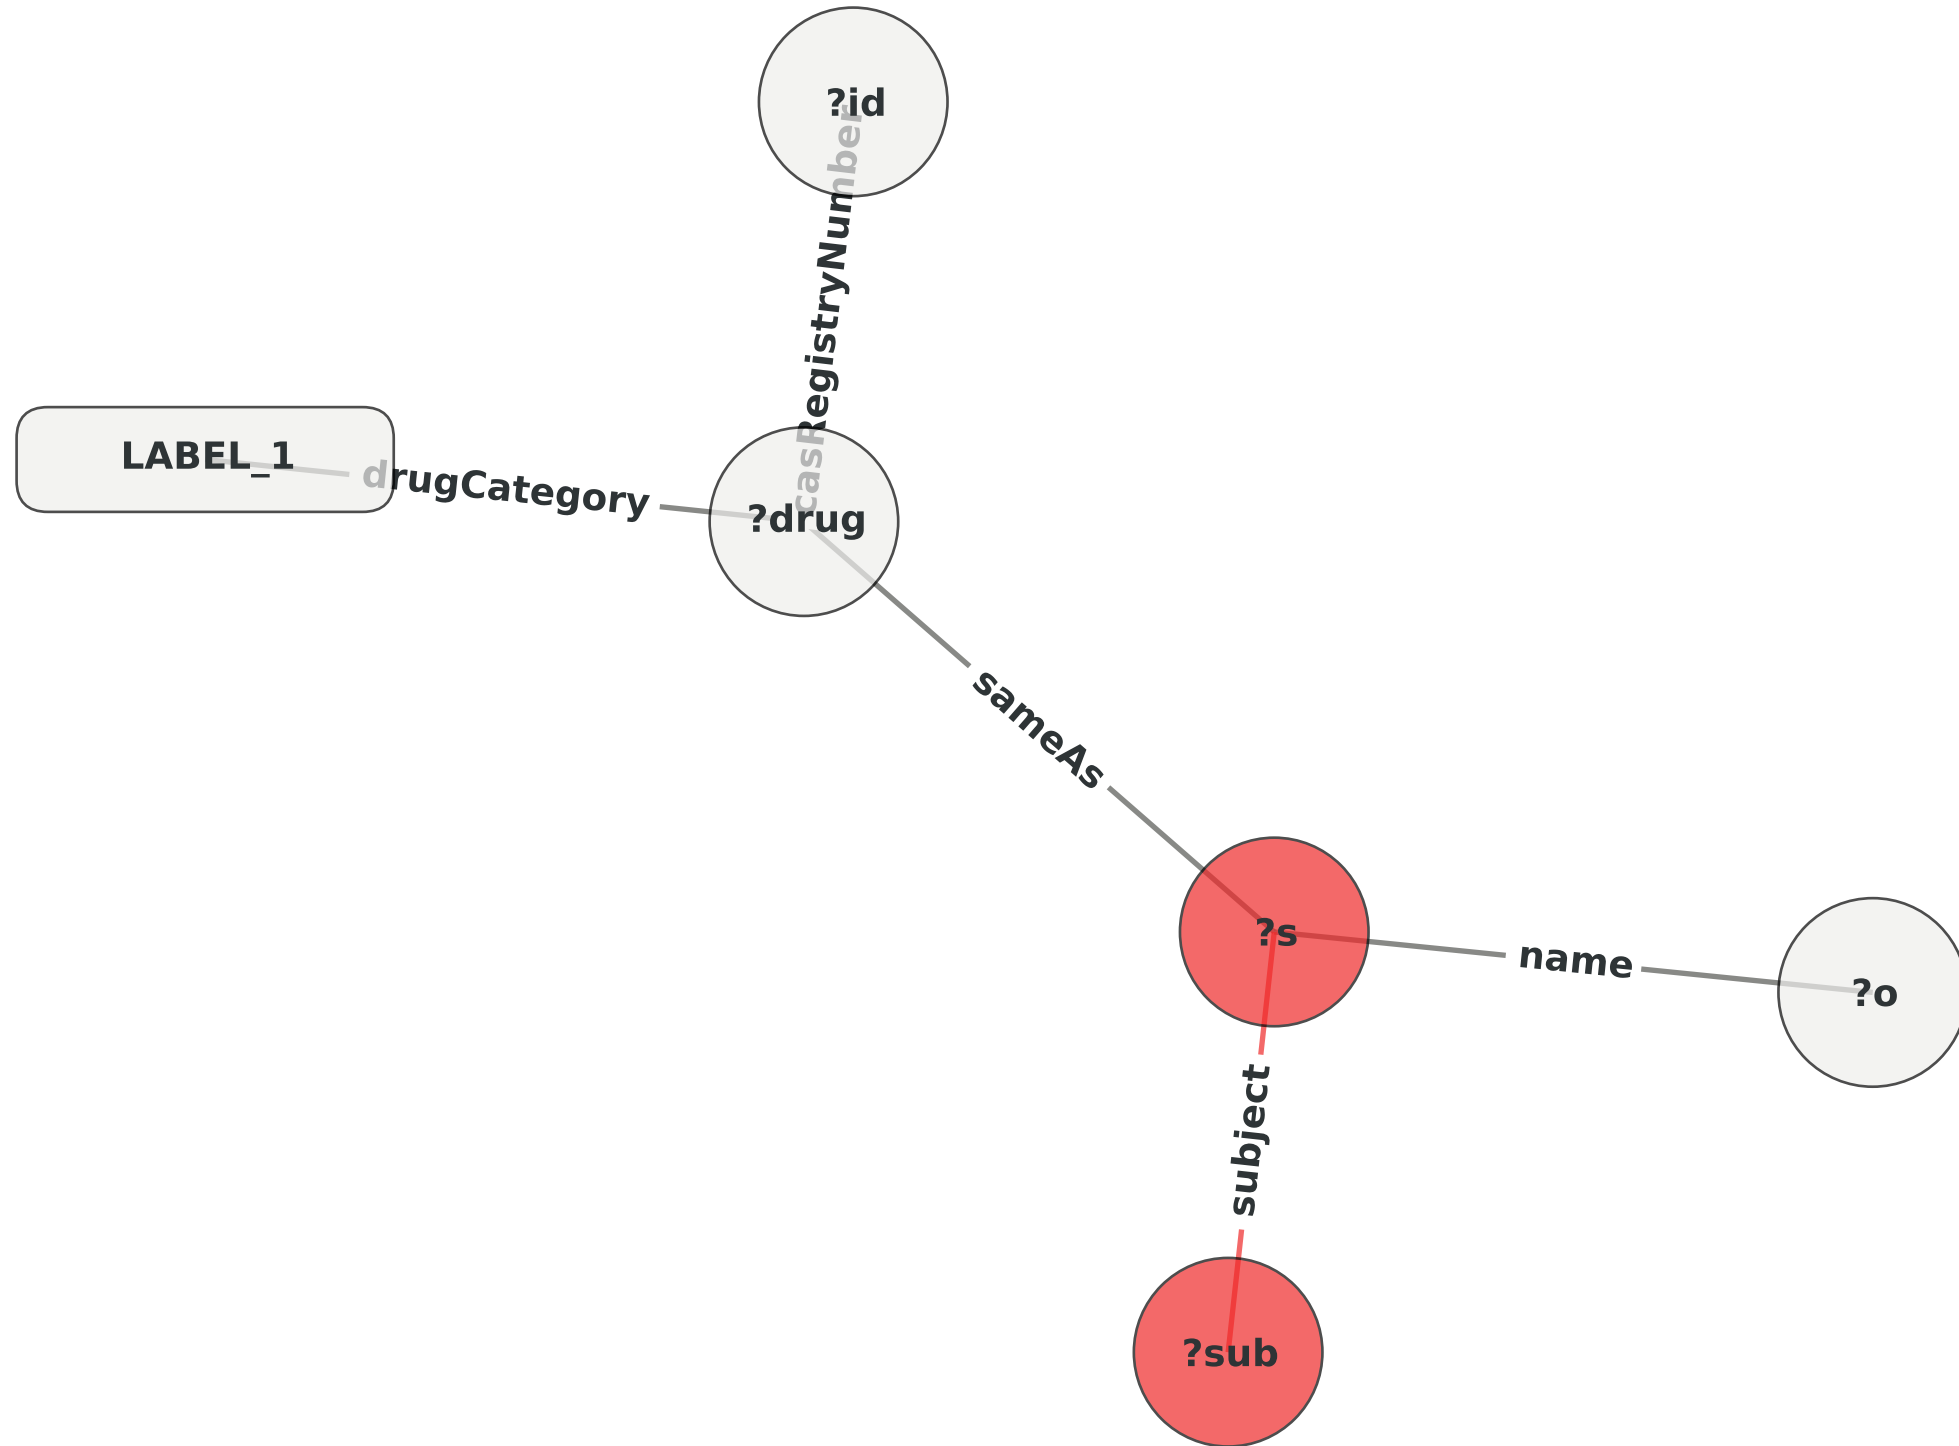 ?id
casRegistryNumber
LABEL_1
drugCategory
?drug
sameAs
?s
name
?o
subject
?sub